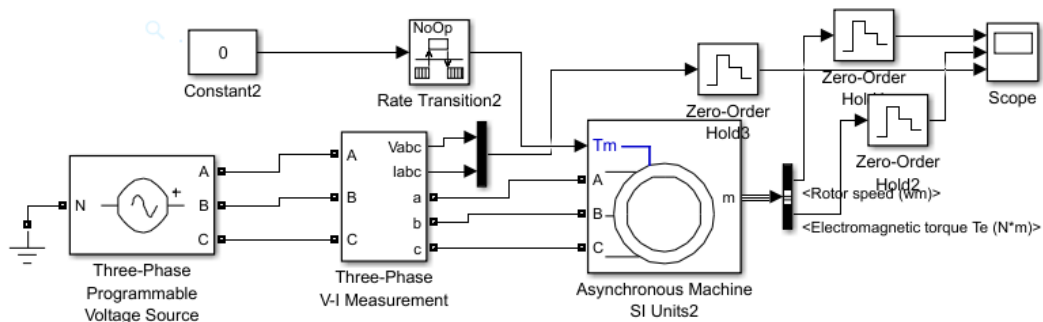 NoOp
0
Constant2
Rate Transition2
Zero-Order
Hold3
Zero-Order
Scope
Zero-Order
Hold2
Tm
A
B
C
m
<Rotor speed (wm)>
<Electromagnetic torque Te (N*m)>
Asynchronous Machine
SI Units2
Vabc
Iabc
A
B
C
a
b
c
Three-Phase
V-I Measurement
N
A
B
C
+
Three-Phase
Programmable
Voltage Source